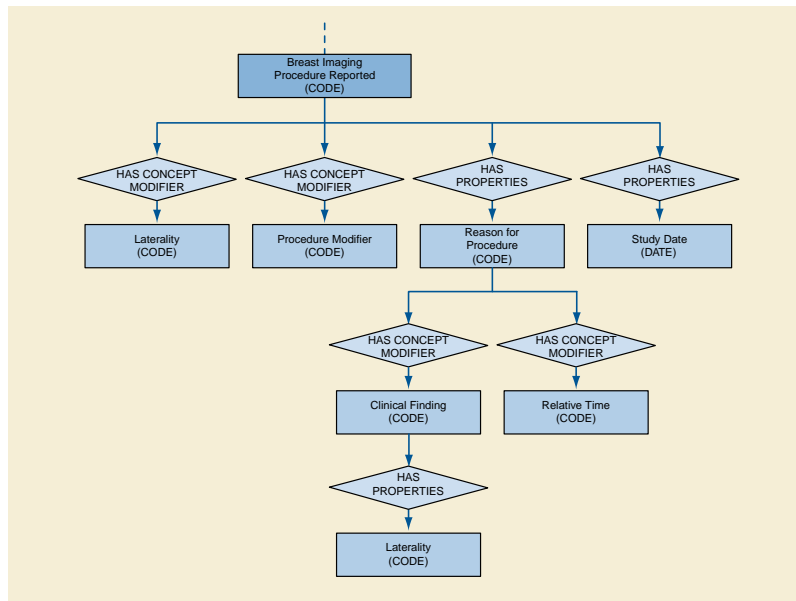 Breast Imaging
Procedure Reported
(CODE)
HAS CONCEPT
MODIFIER
HAS CONCEPT
MODIFIER
HAS
PROPERTIES
HAS
PROPERTIES
Laterality
(CODE)
Procedure Modifier
(CODE)
Reason for
Procedure
(CODE)
Study Date
(DATE)
HAS CONCEPT
MODIFIER
HAS CONCEPT
MODIFIER
Clinical Finding
(CODE)
Relative Time
(CODE)
HAS
PROPERTIES
Laterality
(CODE)